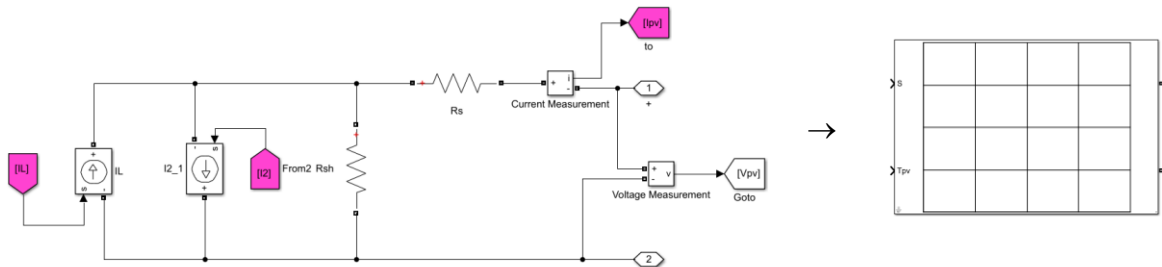 [Ipv]
to
+
i
-
1
+
Rs
Current Measurement
[IL]
+
s
-
IL
I2_1
-
s
+
[I2]
From2
Rsh
+
-
v
Voltage Measurement
[Vpv]
Goto
2
→
S
Tpv